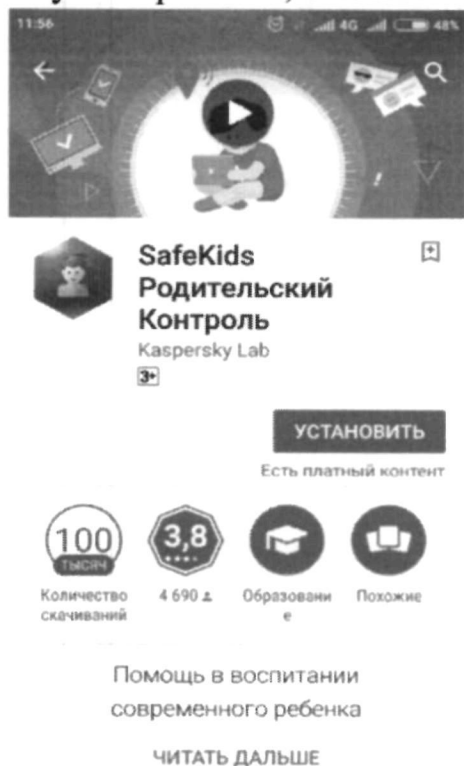 11:56 4G 48%
SafeKids
Родительский
Контроль
Kaspersky Lab
3+
УСТАНОВИТЬ
Есть платный контент
100
ТЫСЯЧ
3,8
Количество
скачиваний
4 690
Образовани
е
Похожие
Помощь в воспитании
современного ребенка
ЧИТАТЬ ДАЛЬШЕ